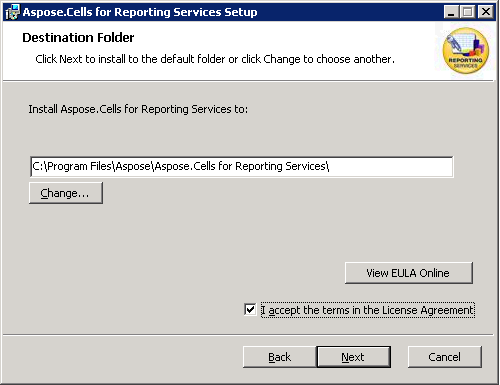 Aspose.Cells for Reporting Services Setup
Destination Folder
Click Next to install to the default folder or click Change to choose another.
REPORTING
SERVICES
Install Aspose.Cells for Reporting Services to:
C:\Program Files\Aspose\Aspose.Cells for Reporting Services\
Change...
View EULA Online
I accept the terms in the License Agreement
Back
Next
Cancel